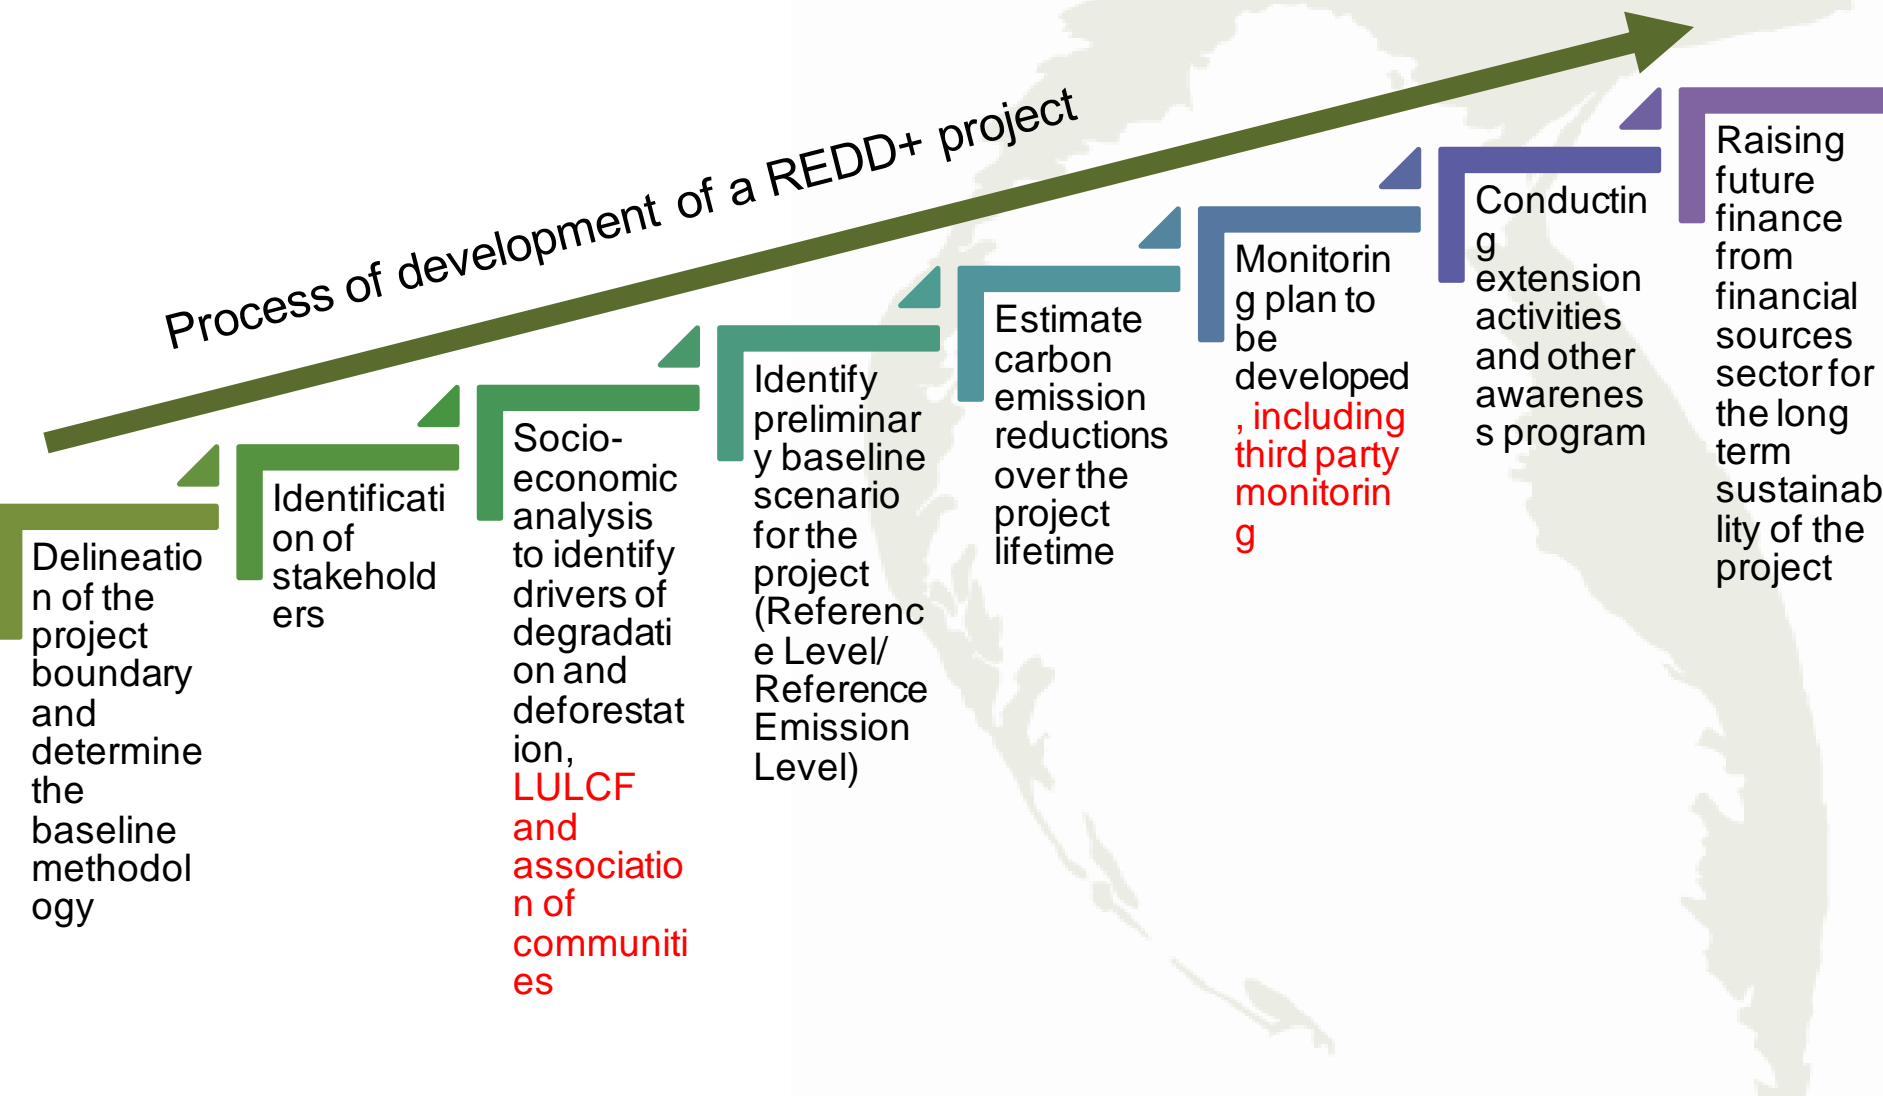 Process of development of a REDD+ project
Delineatio
n of the
project
boundary
and
determine
the
baseline
methodol
ogy
Identificati
on of
stakehold
ers
Socio-
economic
analysis
to identify
drivers of
degradati
on and
deforestat
ion,
LULCF
and
associatio
n of
communiti
es
Identify
preliminar
y baseline
scenario
for the
project
(Referenc
e Level/
Reference
Emission
Level)
Estimate
carbon
emission
reductions
over the
project
lifetime
Monitorin
g plan to
be
developed
, including
third party
monitorin
g
Conductin
g
extension
activities
and other
awarenes
s program
Raising
future
finance
from
financial
sources
sector for
the long
term
sustainab
lity of the
project